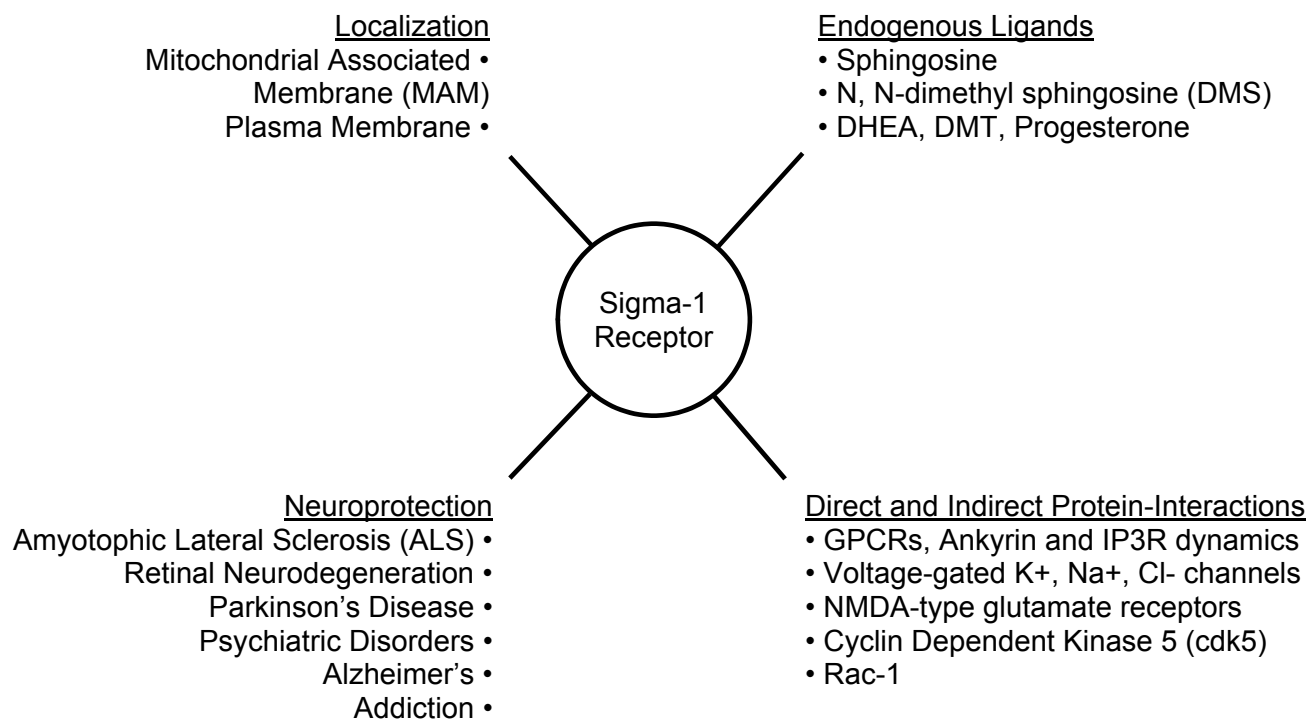 Localization
Mitochondrial Associated •
Membrane (MAM)
Plasma Membrane •
Endogenous Ligands
• Sphingosine
• N, N-dimethyl sphingosine (DMS)
• DHEA, DMT, Progesterone
Sigma-1
Receptor
Neuroprotection
Amyotophic Lateral Sclerosis (ALS) •
Retinal Neurodegeneration •
Parkinson’s Disease •
Psychiatric Disorders •
Alzheimer’s •
Addiction •
Direct and Indirect Protein-Interactions
• GPCRs, Ankyrin and IP3R dynamics
• Voltage-gated K+, Na+, Cl- channels
• NMDA-type glutamate receptors
• Cyclin Dependent Kinase 5 (cdk5)
• Rac-1